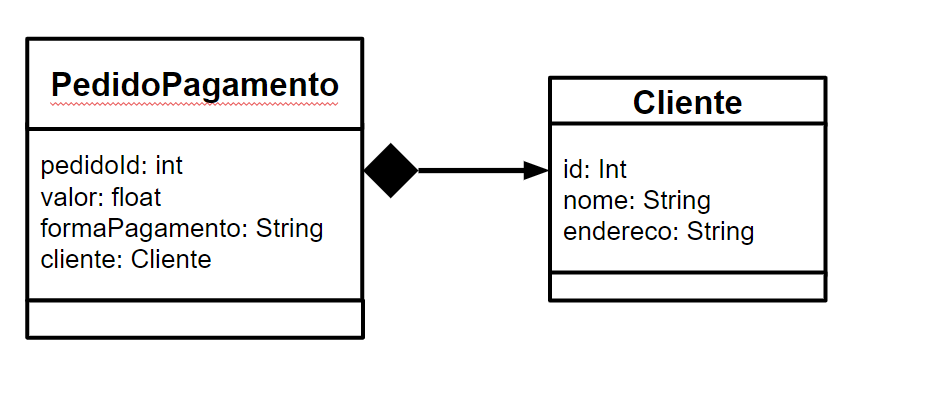 PedidoPagamento
pedidoId: int
valor: float
formaPagamento: String
cliente: Cliente
Cliente
id: Int
nome: String
endereco: String